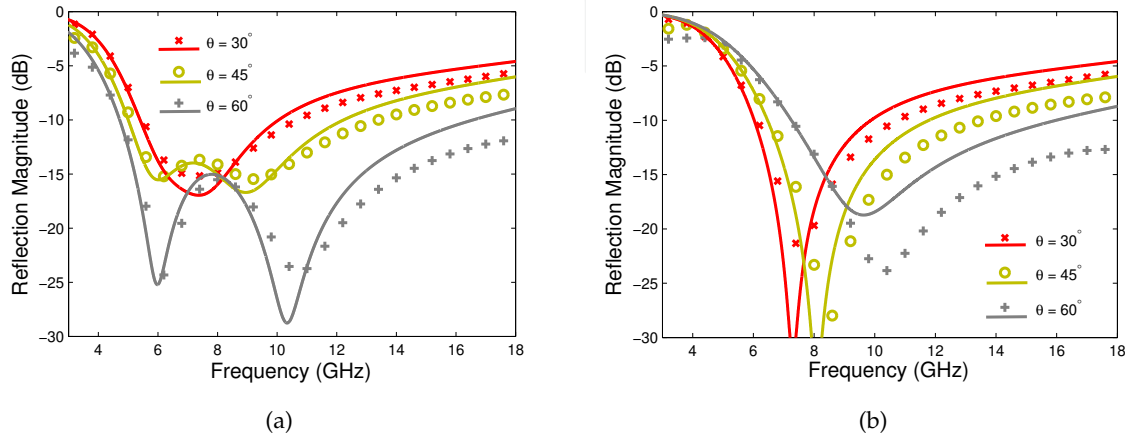 0
−5
−10
−15
−20
−25
−30
Reflection Magnitude (dB)
θ = 30°
θ = 45°
θ = 60°
4 6 8 10 12 14 16 18
Frequency (GHz)
(a)
0
−5
−10
−15
−20
−25
−30
Reflection Magnitude (dB)
θ = 30°
θ = 45°
θ = 60°
4 6 8 10 12 14 16 18
Frequency (GHz)
(b)